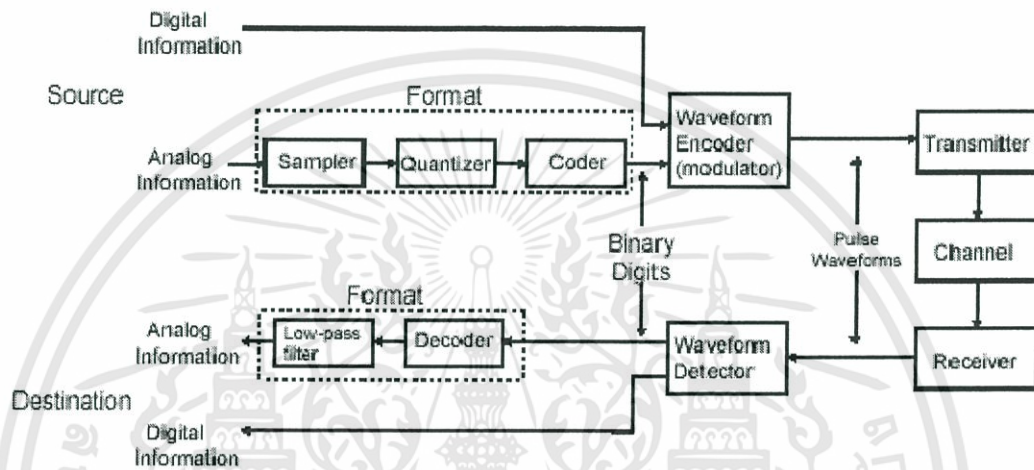 Digital
Information
Source
Format
Analog
Information
Sampler
Quantizer
Coder
Waveform
Encoder
(modulator)
Transmitter
Binary
Digits
Pulse
Waveforms
Channel
Format
Analog
Information
Low-pass
filter
Decoder
Waveform
Detector
Receiver
Destination
Digital
Information